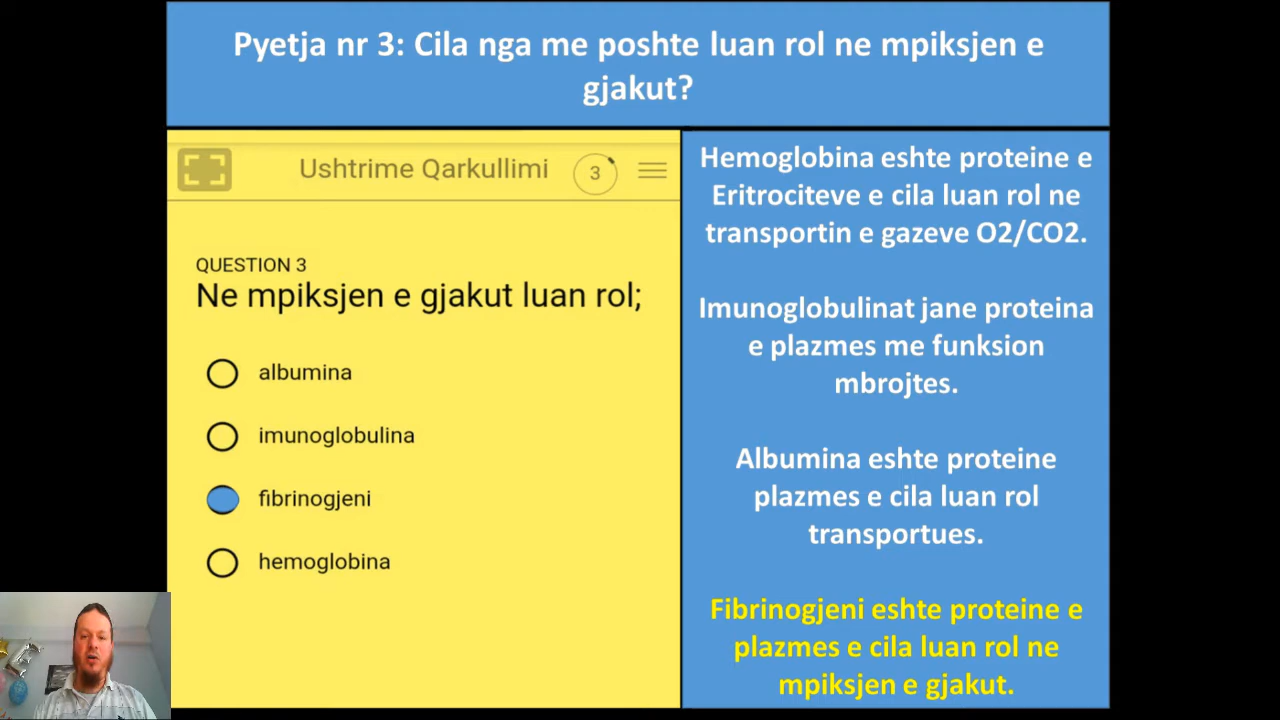 Pyetja nr 3: Cila nga me poshte luan rol ne mpiksjen e
gjakut?
Ushtrime Qarkullimi
3
QUESTION 3
Ne mpiksjen e gjakut luan rol;
albumina
imunoglobulina
fibrinogjeni
hemoglobina
Hemoglobina eshte proteine e
Eritrociteve e cila luan rol ne
transportin e gazeve O2/CO2.
Imunoglobulinat jane proteina
e plazmes me funksion
mbrojtes.
Albumina eshte proteine
plazmes e cila luan rol
transportues.
Fibrinogjeni eshte proteine e
plazmes e cila luan rol ne
mpiksjen e gjakut.